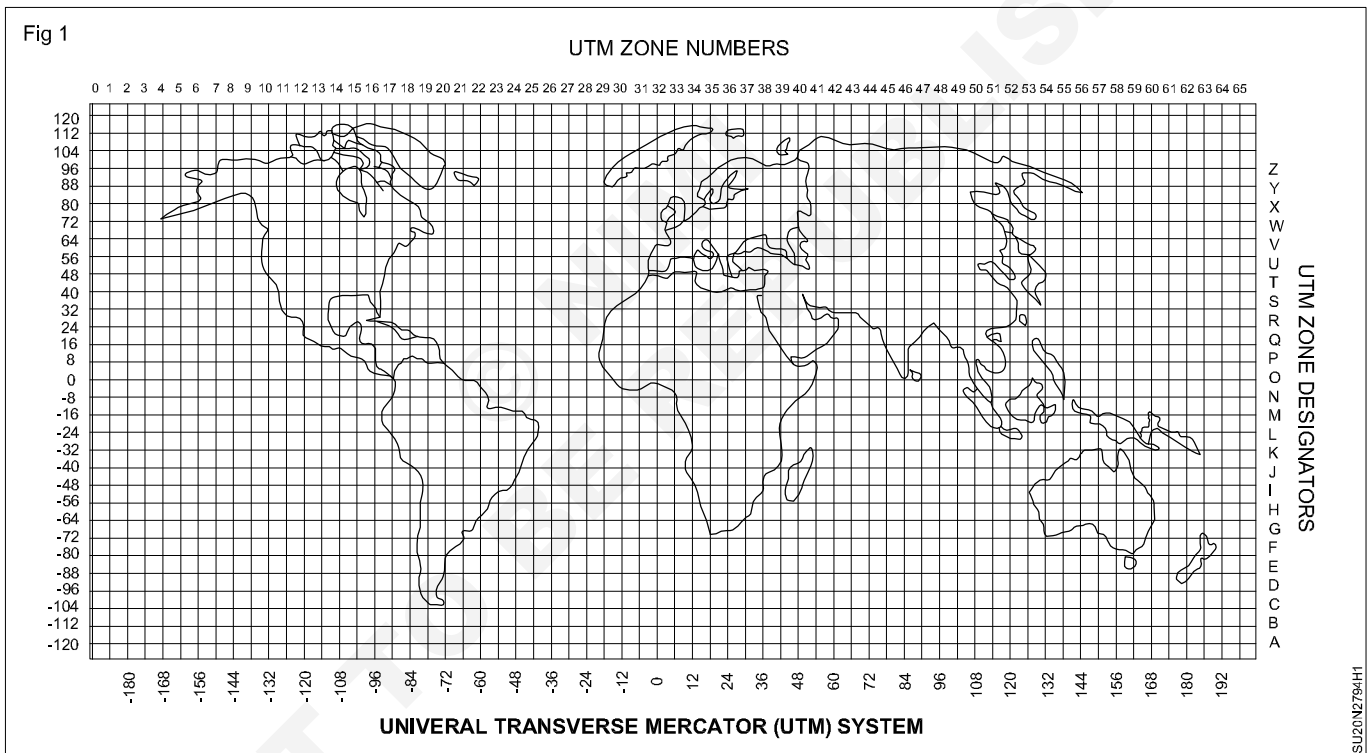 Fig 1
UTM ZONE NUMBERS
0 1 2 3 4 5 6 7 8 9 10 11 12 13 14 15 16 17 18 19 20 21 22 23 24 25 26 27 28 29 30 31 32 33 34 35 36 37 38 39 40 41 42 43 44 45 46 47 48 49 50 51 52 53 54 55 56 57 58 59 60 61 62 63 64 65
120
112
104
96
88
80
72
64
56
48
40
32
24
16
8
0
-8
-16
-24
-32
-40
-48
-56
-64
-72
-80
-88
-96
-104
-112
-120
Z
Y
X
W
V
U
T
S
R
Q
P
O
N
M
L
K
J
I
H
G
F
E
D
C
B
A
UTM ZONE DESIGNATORS
-180 -168 -156 -144 -132 -120 -108 -96 -84 -72 -60 -48 -36 -24 -12 0 12 24 36 48 60 72 84 96 108 120 132 144 156 168 180 192
UNIVERAL TRANSVERSE MERCATOR (UTM) SYSTEM
SU20N2794H1
© NIMI
TO BE